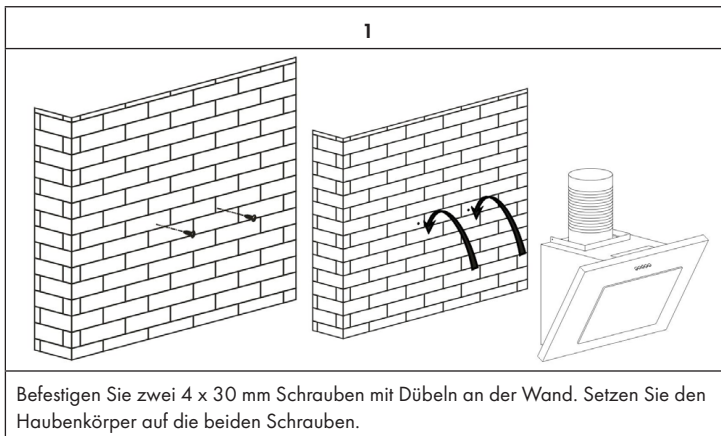 1
Befestigen Sie zwei 4 x 30 mm Schrauben mit Dübeln an der Wand. Setzen Sie den
Haubenkörper auf die beiden Schrauben.